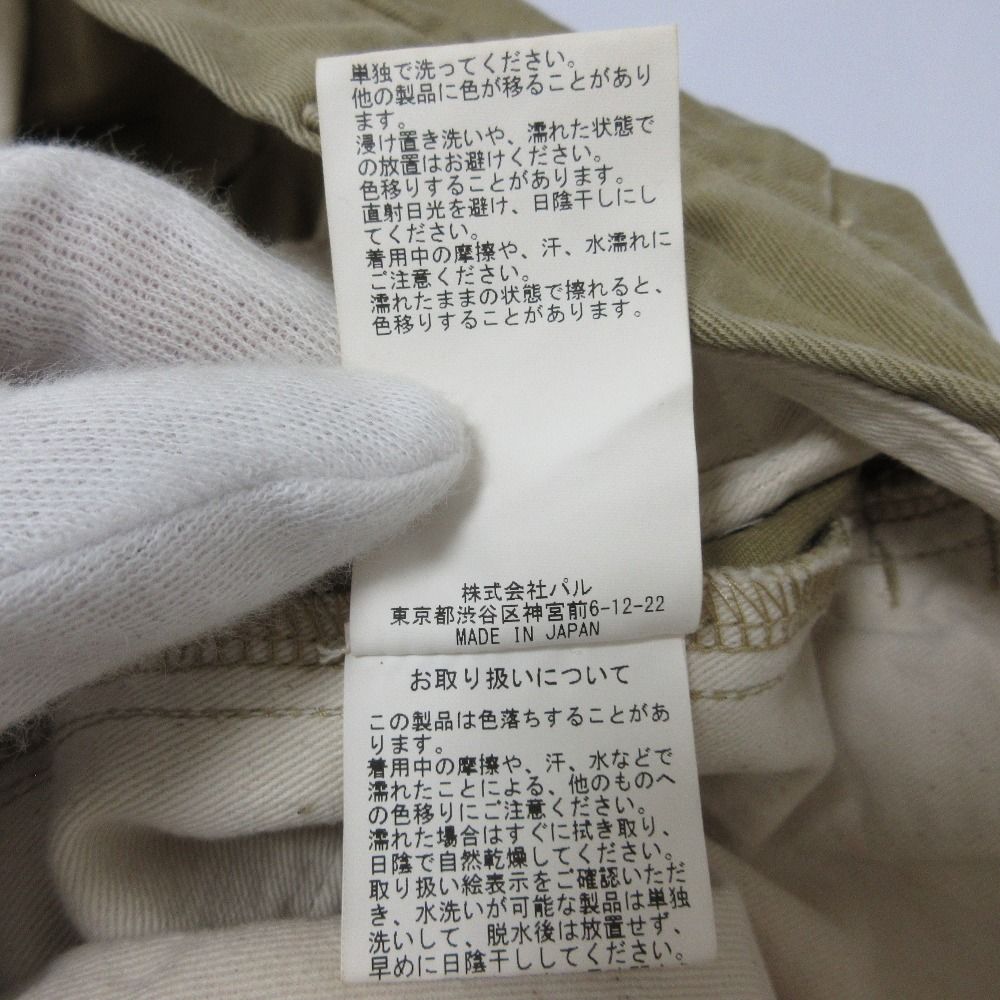 単独で洗ってください。
他の製品に色が移ることがあり
ます。
浸け置き洗いや、濡れた状態で
の放置はお避けください。
色移りすることがあります。
直射日光を避け、日陰干しにし
てください。
着用中の摩擦や、汗、水濡れに
ご注意ください。
濡れたままの状態で擦れると、
色移りすることがあります。
株式会社パル
東京都渋谷区神宮前6-12-22
MADE IN JAPAN
お取り扱いについて
この製品は色落ちすることがあ
ります。
着用中の摩擦や、汗、水などで
濡れたことによる、他のものへ
の色移りにご注意ください。
濡れた場合はすぐに拭き取り、
日陰で自然乾燥してください。
取り扱い絵表示をご確認いただ
き、水洗いが可能な製品は単独
洗いして、脱水後は放置せず、
早めに日陰干ししてください。